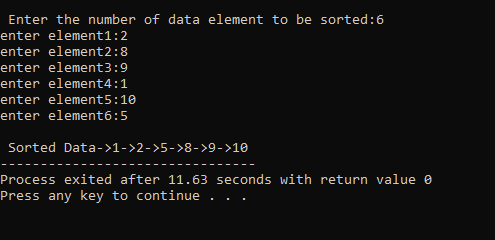 Enter the number of data element to be sorted:6
enter element1:2
enter element2:8
enter element3:9
enter element4:1
enter element5:10
enter element6:5
Sorted Data->1->2->5->8->9->10
--------------------------------
Process exited after 11.63 seconds with return value 0
Press any key to continue . . .